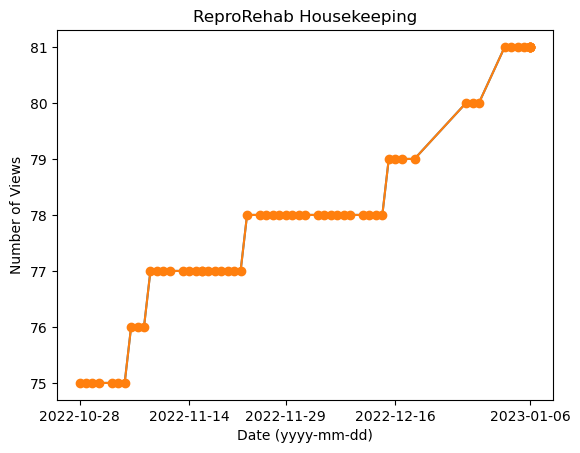 ReproRehab Housekeeping
81
80
79
78
77
76
75
Number of Views
2022-10-28 2022-11-14 2022-11-29 2022-12-16 2023-01-06
Date (yyyy-mm-dd)